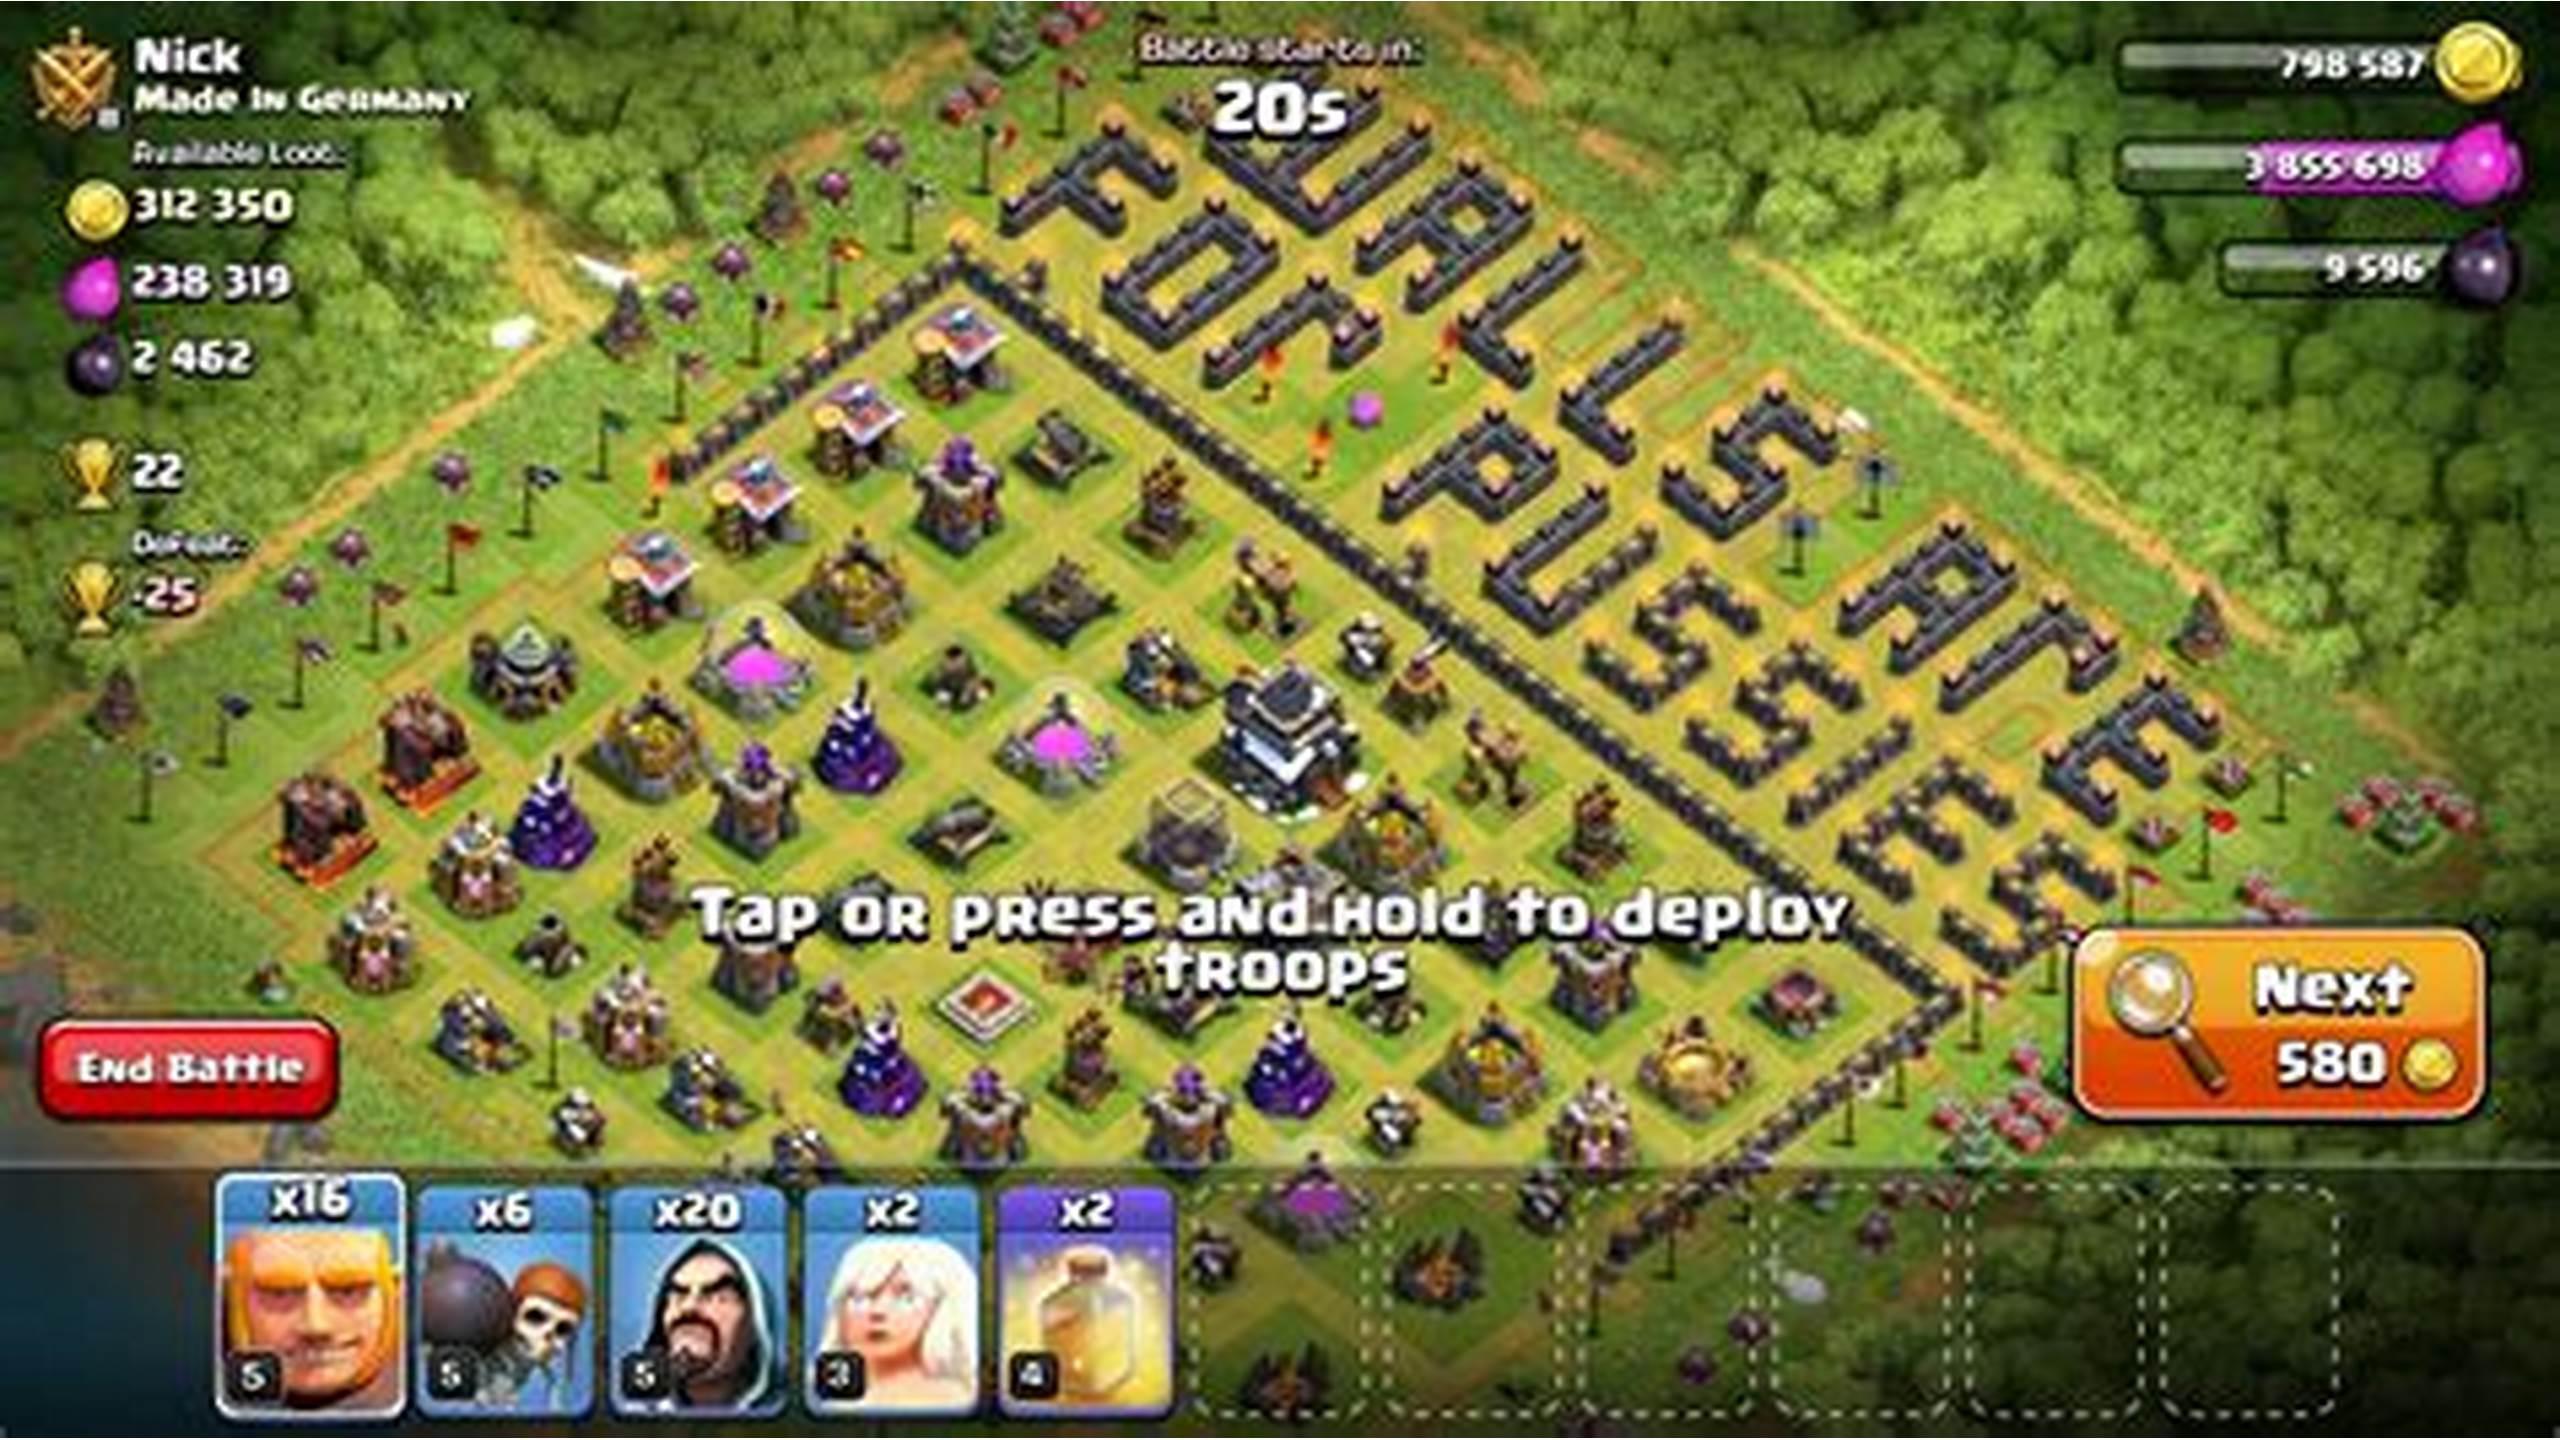 Nick
Made in Germany
Available Loot:
312 350
238 319
2 462
22
Defeat:
-25
Battle starts in:
20s
798 587
3 855 698
9 596
WALLS ArE
For PUSSIES
Tap or press and hold to deploy
troops
End Battle
Next
580
x16
x6
x20
x2
x2
5
5
5
3
4